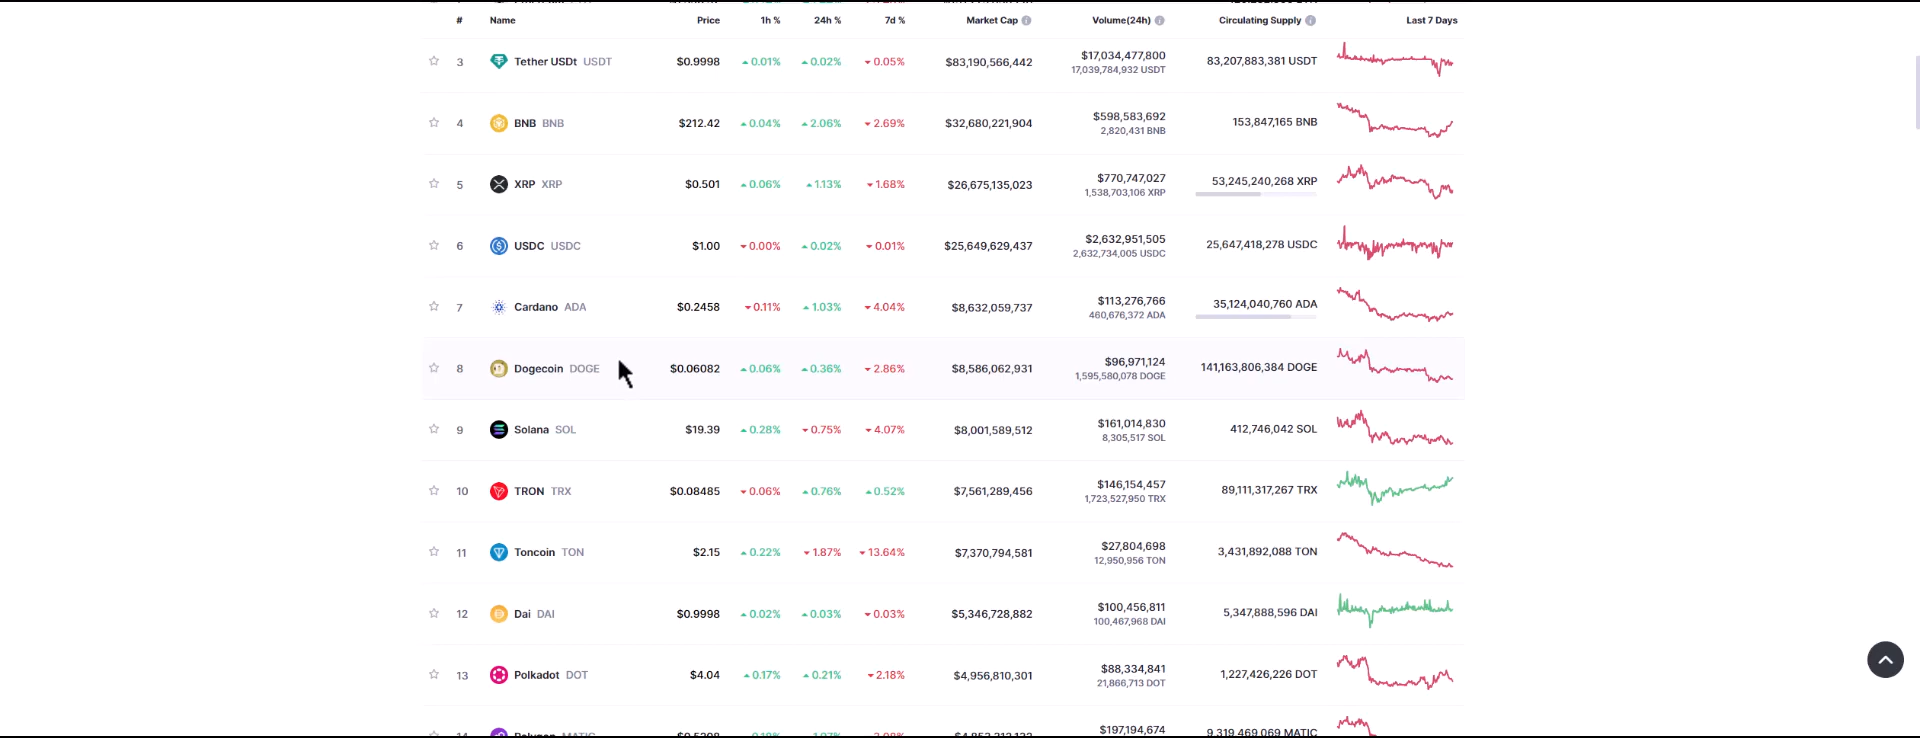 # Name Price 1h % 24h % 7d % Market Cap Volume(24h) Circulating Supply Last 7 Days
3 Tether USDt USDT $0.9998 0.01% 0.02% 0.05% $83,190,566,442 $17,034,477,800 83,207,883,381 USDT
17,039,784,932 USDT
4 BNB BNB $212.42 0.04% 2.06% 2.69% $32,680,221,904 $598,583,692 153,847,165 BNB
2,820,431 BNB
5 XRP XRP $0.501 0.06% 1.13% 1.68% $26,675,135,023 $770,747,027 53,245,240,268 XRP
1,538,703,106 XRP
6 USDC USDC $1.00 0.00% 0.02% 0.01% $25,649,629,437 $2,632,951,505 25,647,418,278 USDC
2,632,734,005 USDC
7 Cardano ADA $0.2458 0.11% 1.03% 4.04% $8,632,059,737 $113,276,766 35,124,040,760 ADA
460,676,372 ADA
8 Dogecoin DOGE $0.06082 0.06% 0.36% 2.86% $8,586,062,931 $96,971,124 141,163,806,384 DOGE
1,595,580,078 DOGE
9 Solana SOL $19.39 0.28% 0.75% 4.07% $8,001,589,512 $161,014,830 412,746,042 SOL
8,305,517 SOL
10 TRON TRX $0.08485 0.06% 0.76% 0.52% $7,561,289,456 $146,154,457 89,111,317,267 TRX
1,723,527,950 TRX
11 Toncoin TON $2.15 0.22% 1.87% 13.64% $7,370,794,581 $27,804,698 3,431,892,088 TON
12,950,956 TON
12 Dai DAI $0.9998 0.02% 0.03% 0.03% $5,346,728,882 $100,456,811 5,347,888,596 DAI
100,467,968 DAI
13 Polkadot DOT $4.04 0.17% 0.21% 2.18% $4,956,810,301 $88,334,841 1,227,426,226 DOT
21,866,713 DOT
14 Polygon MATIC $197,194,674 9,319,469,069 MATIC